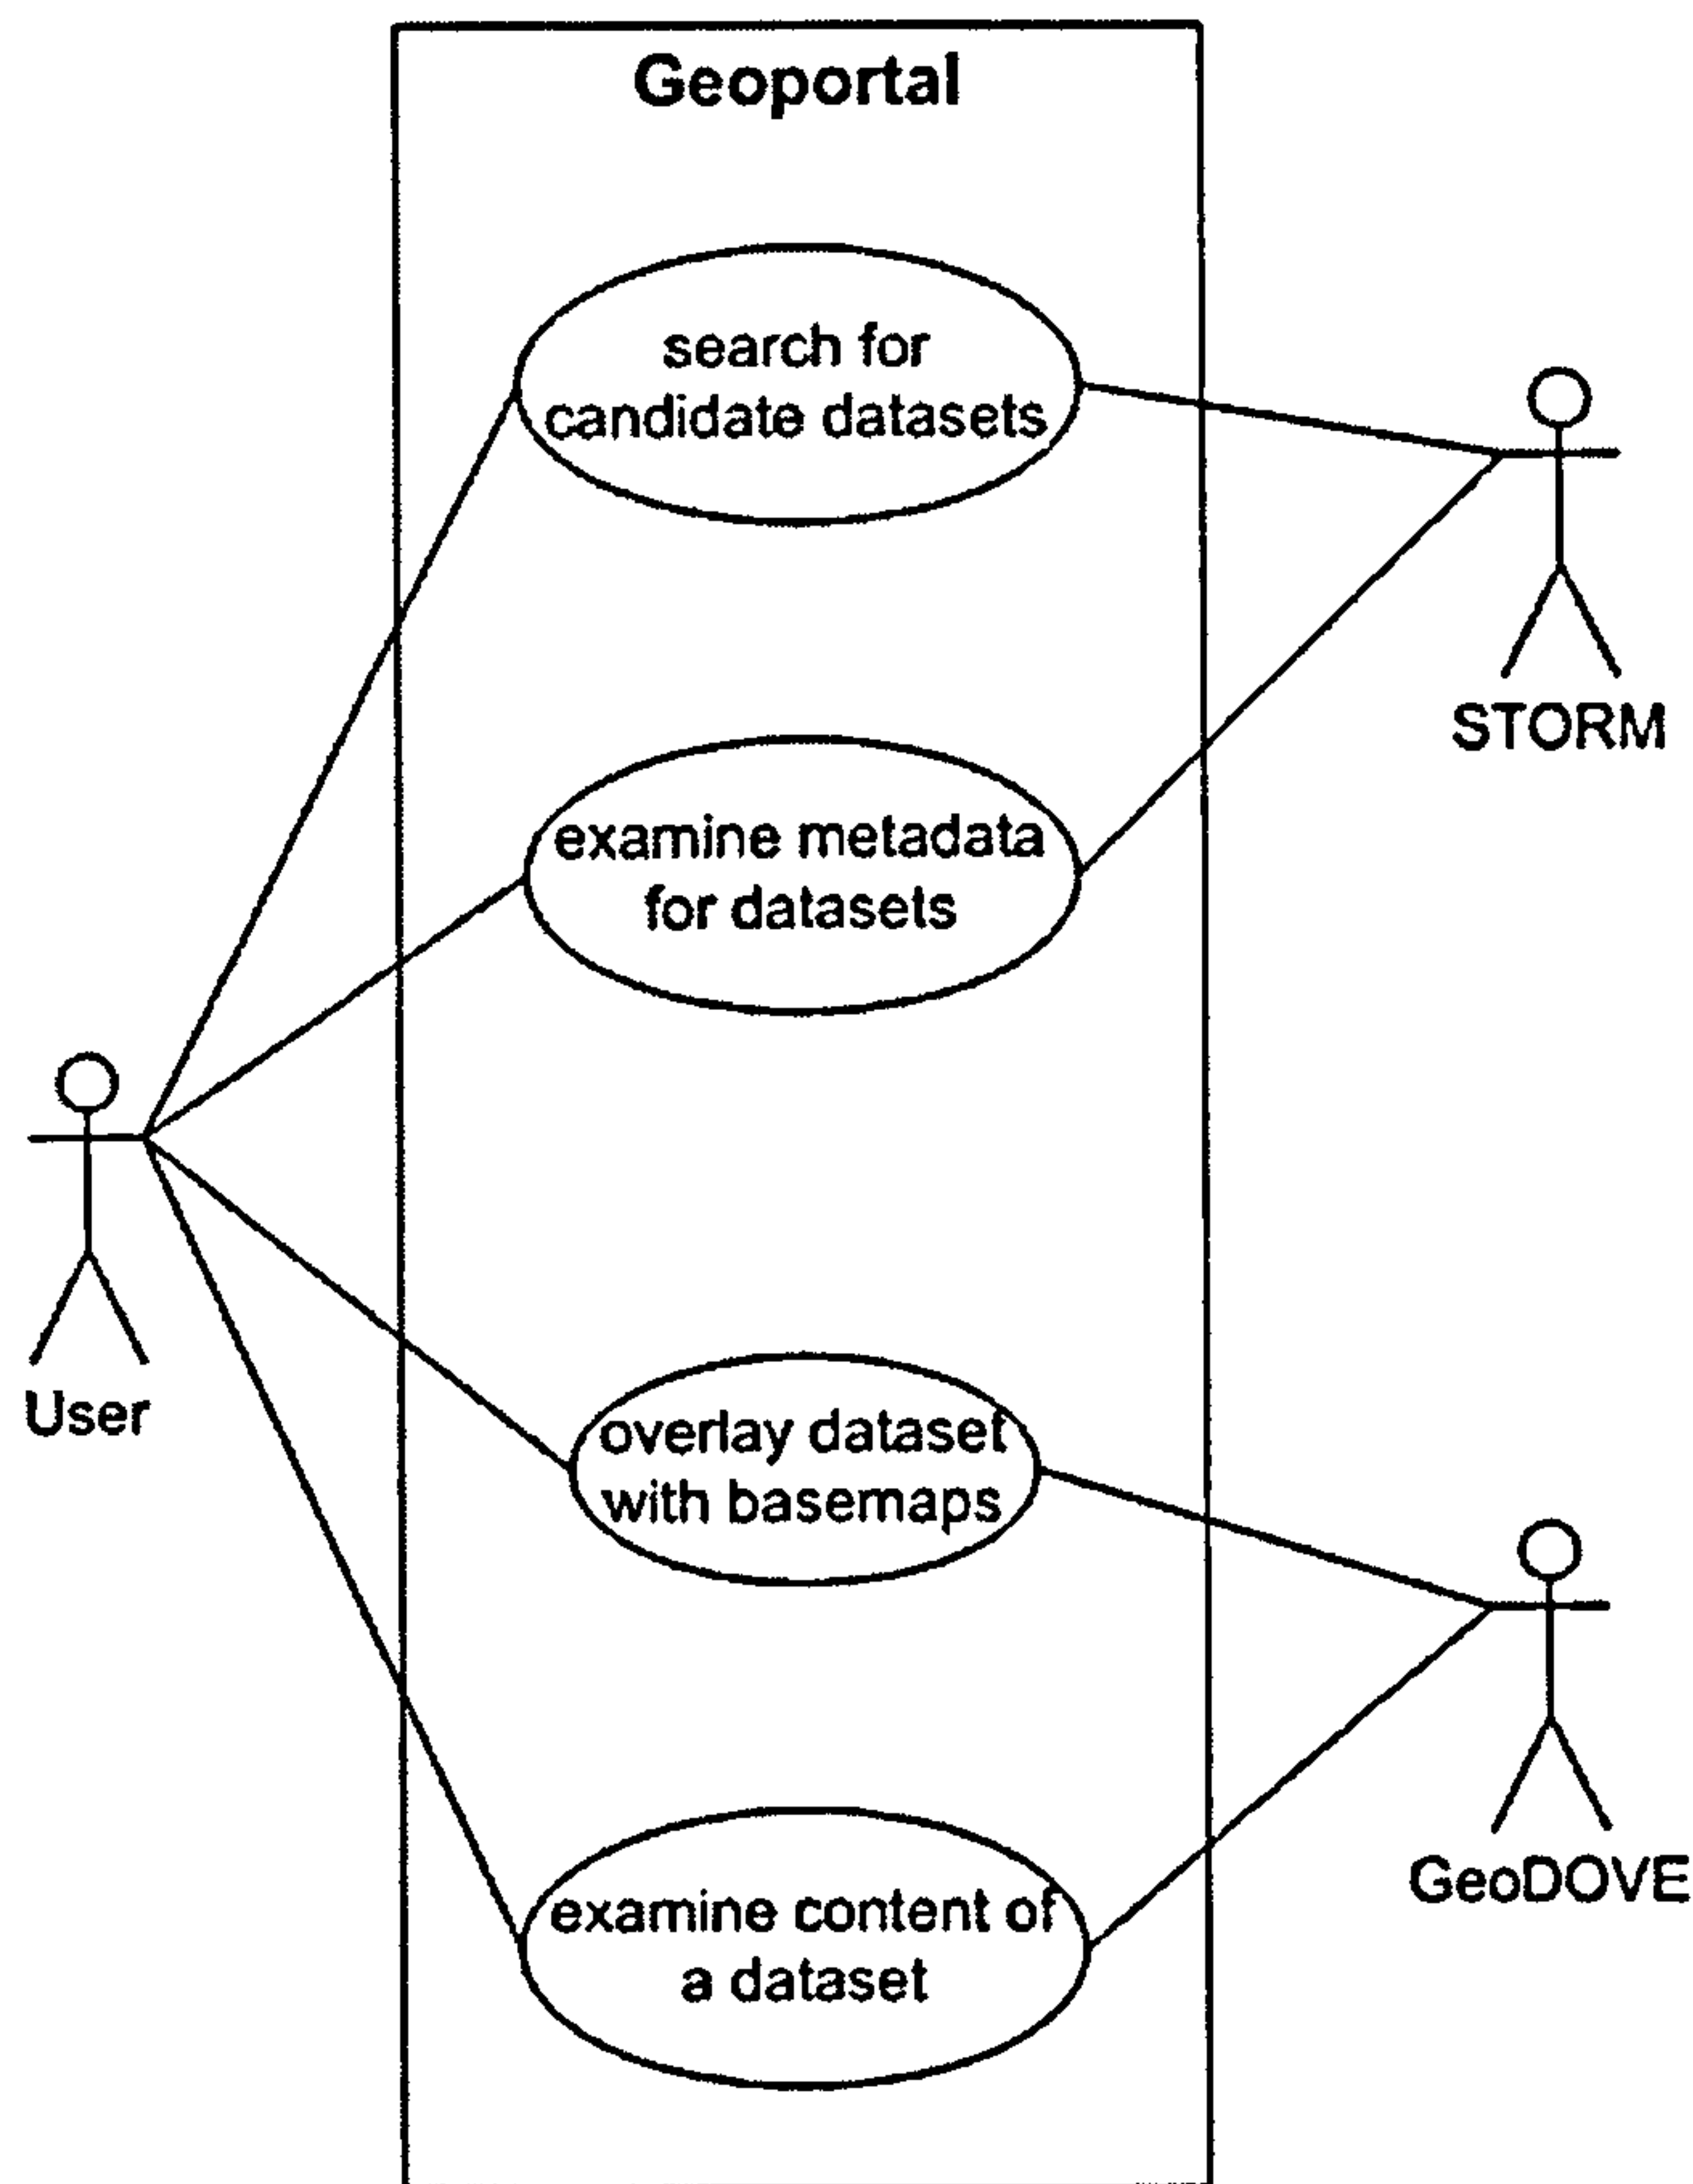 Geoportal
search for
candidate datasets
STORM
examine metadata
for datasets
User
overlay dataset
with basemaps
GeoDOVE
examine content of
a dataset